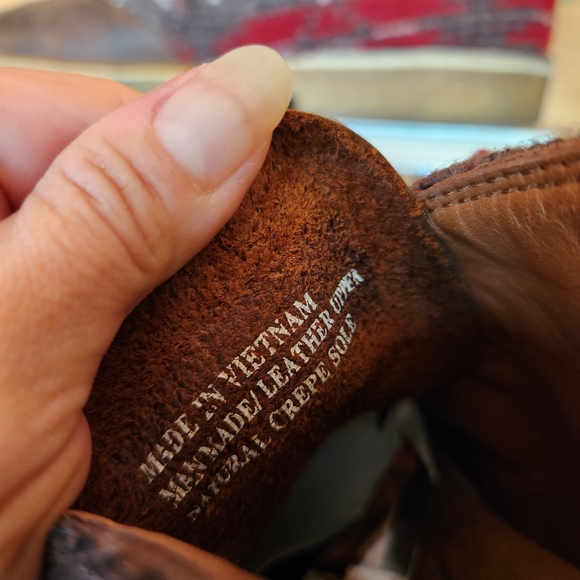 MADE IN VIETNAM
MANMADE/LEATHER UPPER
NATURAL CREPE SOLE